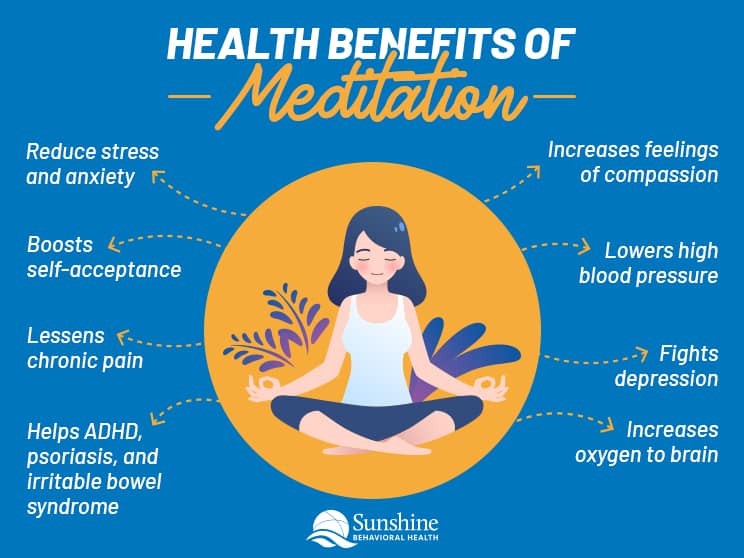 HEALTH BENEFITS OF
Meditation
Reduce stress
and anxiety
Boosts
self-acceptance
Lessens
chronic pain
Helps ADHD,
psoriasis, and
irritable bowel
syndrome
Increases feelings
of compassion
Lowers high
blood pressure
Fights
depression
Increases
oxygen to brain
Sunshine
BEHAVIORAL HEALTH